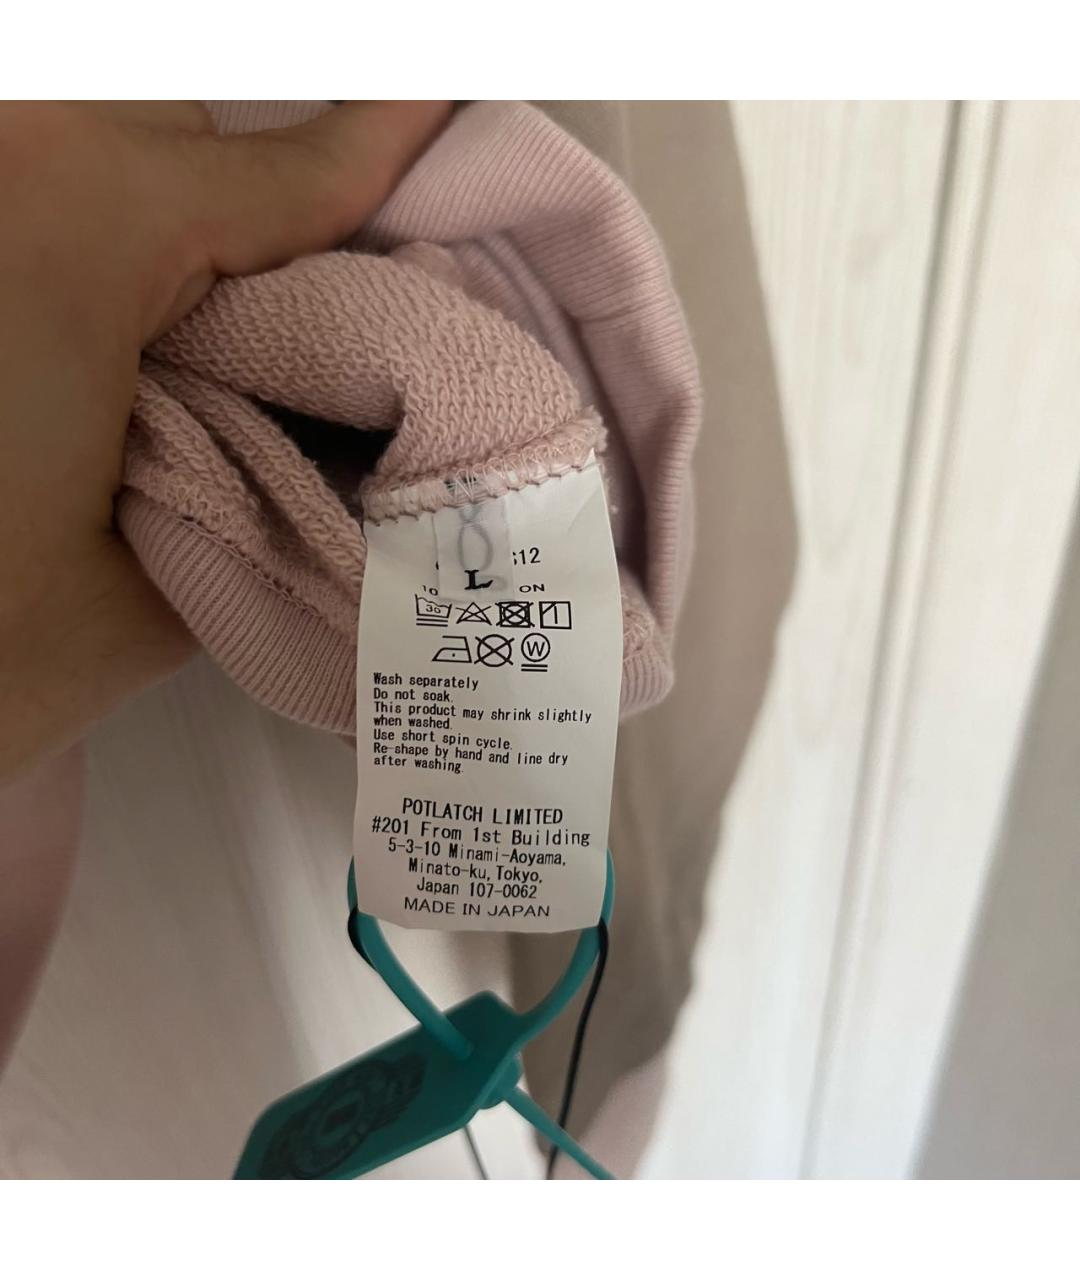 L
30
W
Wash separately
Do not soak.
This product may shrink slightly
when washed.
Use short spin cycle.
Re-shape by hand and line dry
after washing.
POTLATCH LIMITED
#201 From 1st Building
5-3-10 Minami-Aoyama,
Minato-ku, Tokyo,
Japan 107-0062
MADE IN JAPAN